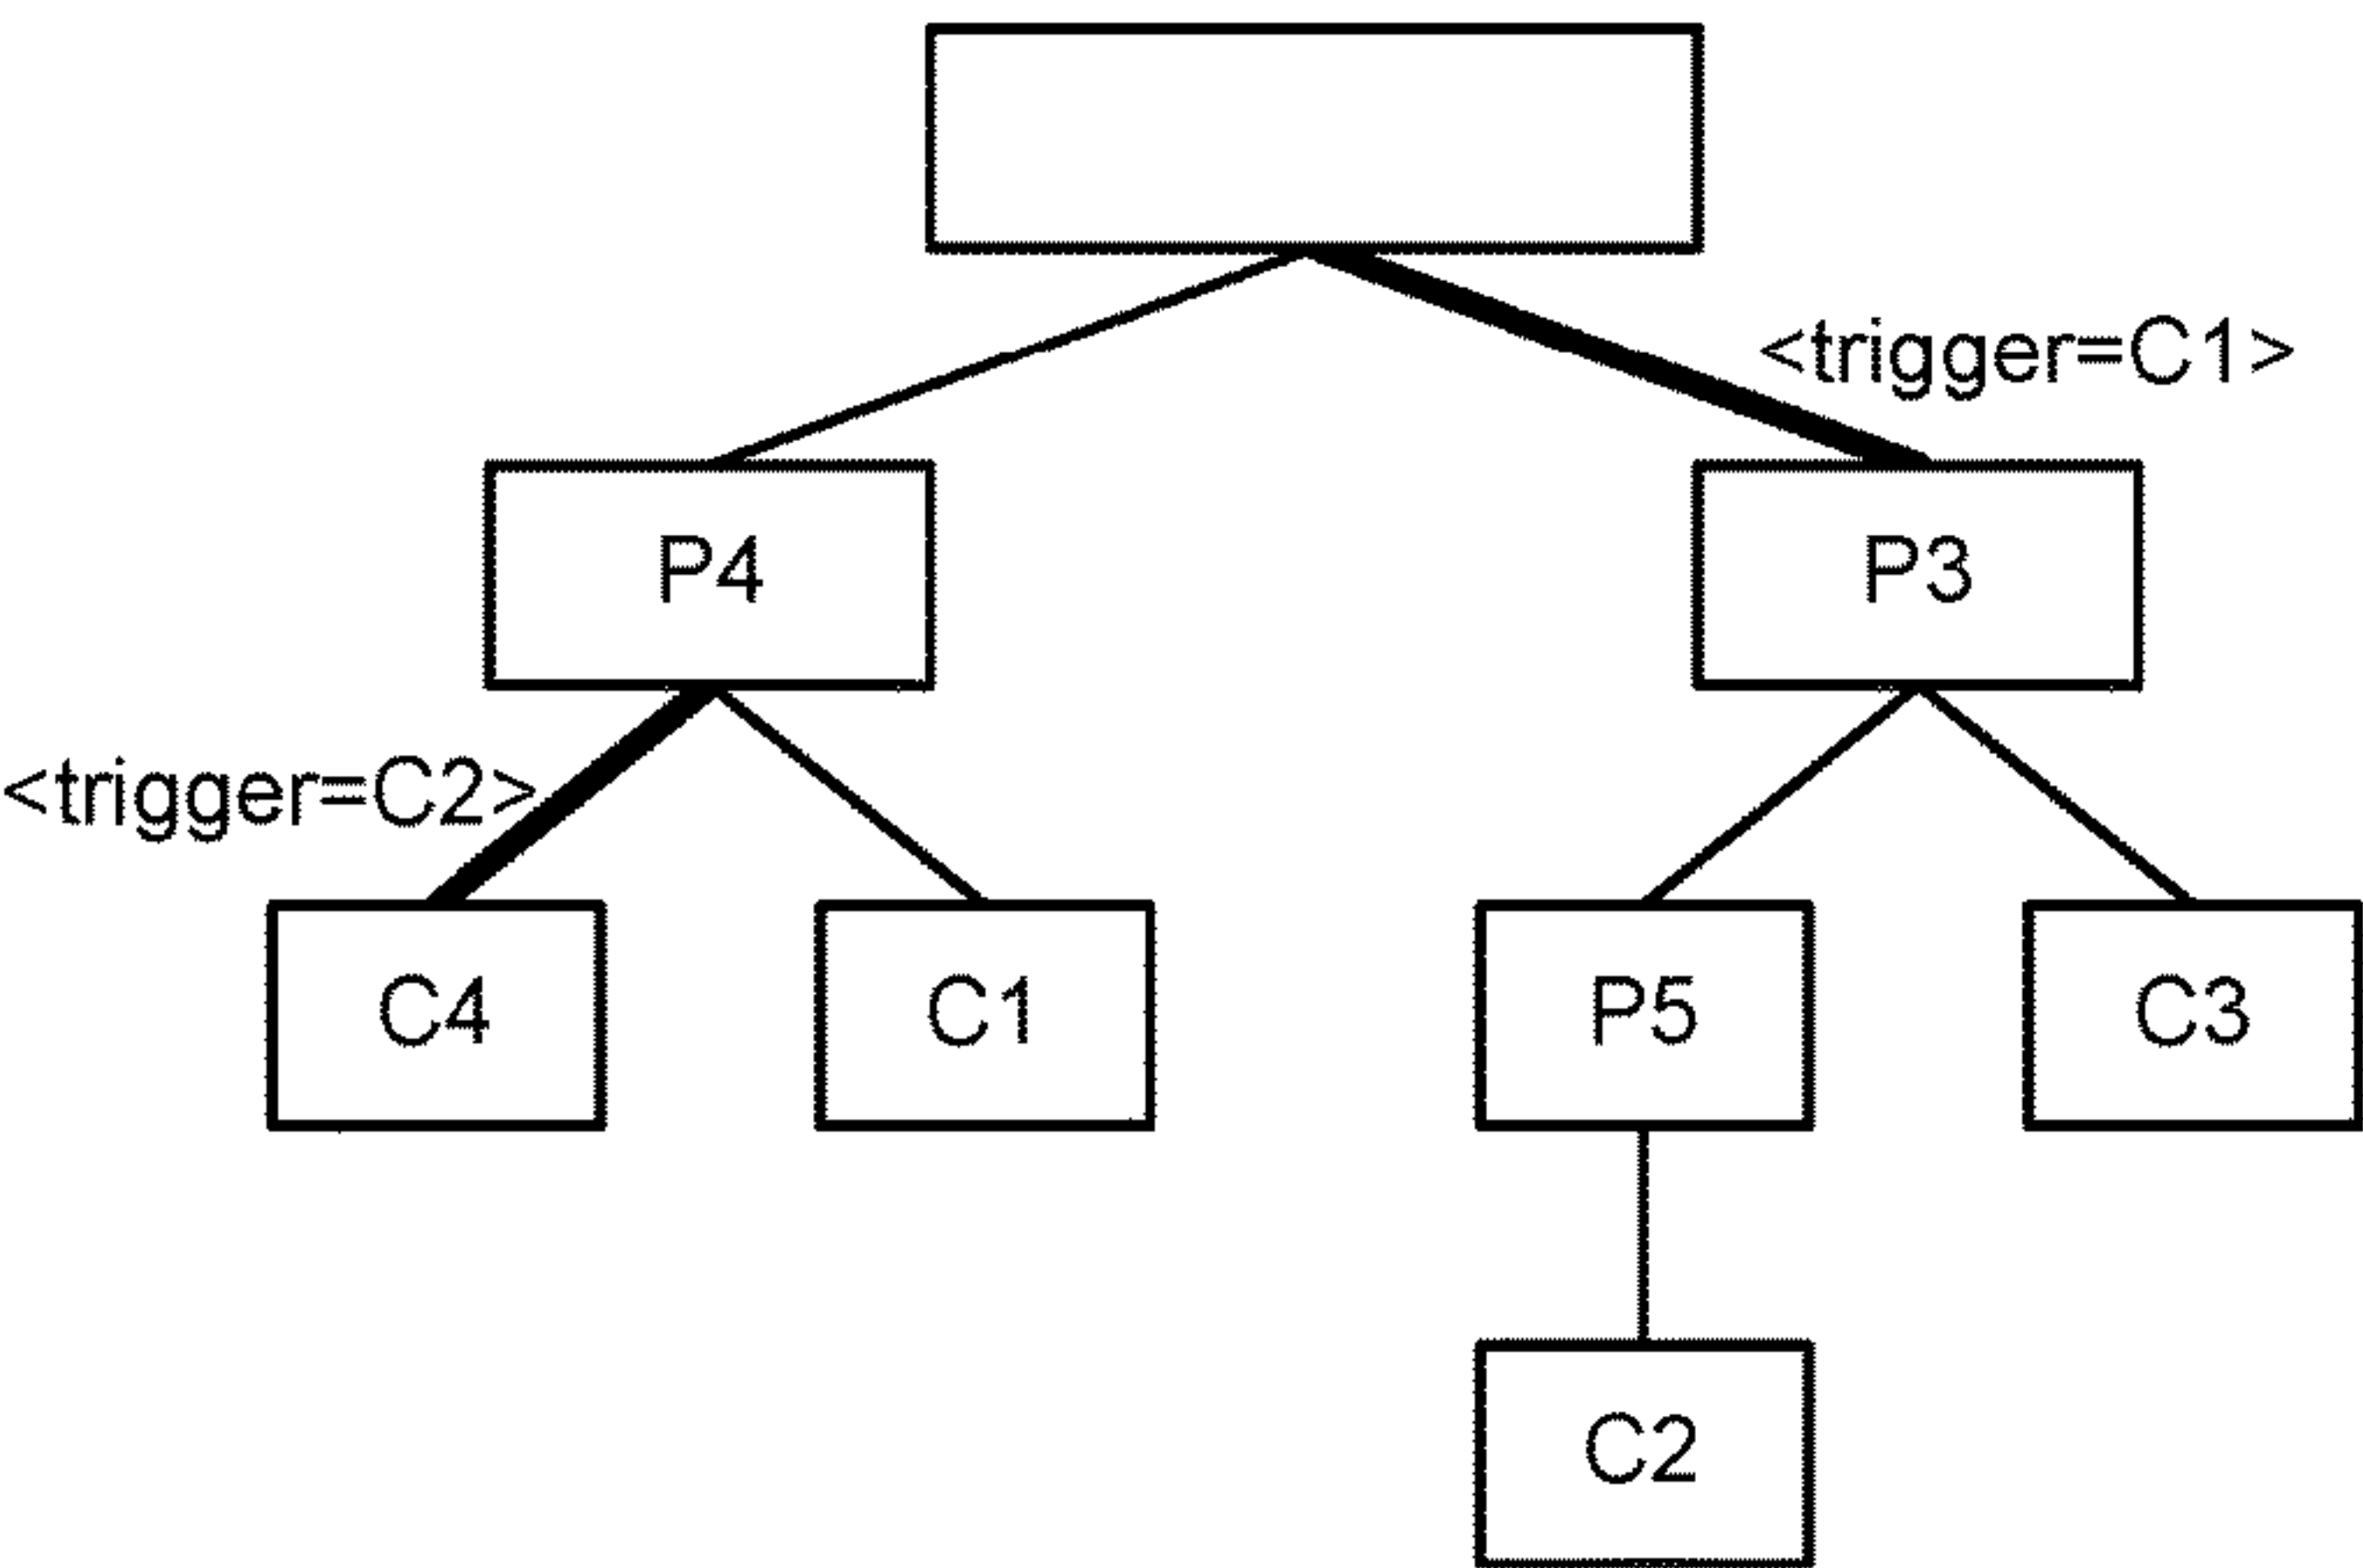 <trigger=C1>
P4
P3
<trigger=C2>
C4
C1
P5
C3
C2